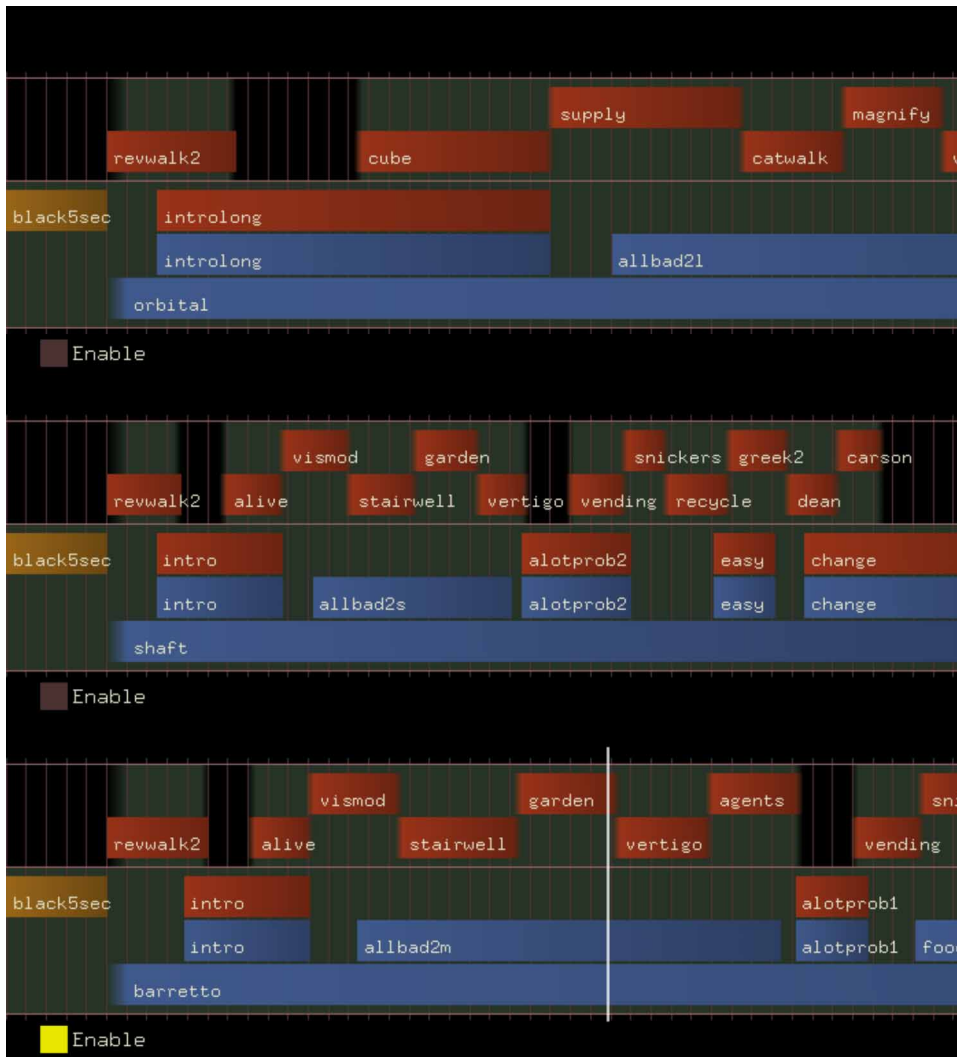 supply magnify
revwalk2 cube catwalk
black5sec introlong
introlong allbad2l
orbital
Enable
vismod garden snickers greek2 carson
revwalk2 alive stairwell vertigo vending recycle dean
black5sec intro alotprob2 easy change
intro allbad2s alotprob2 easy change
shaft
Enable
vismod garden agents sni
revwalk2 alive stairwell vertigo vending
black5sec intro alotprob1
intro allbad2m alotprob1 foo
barretto
Enable